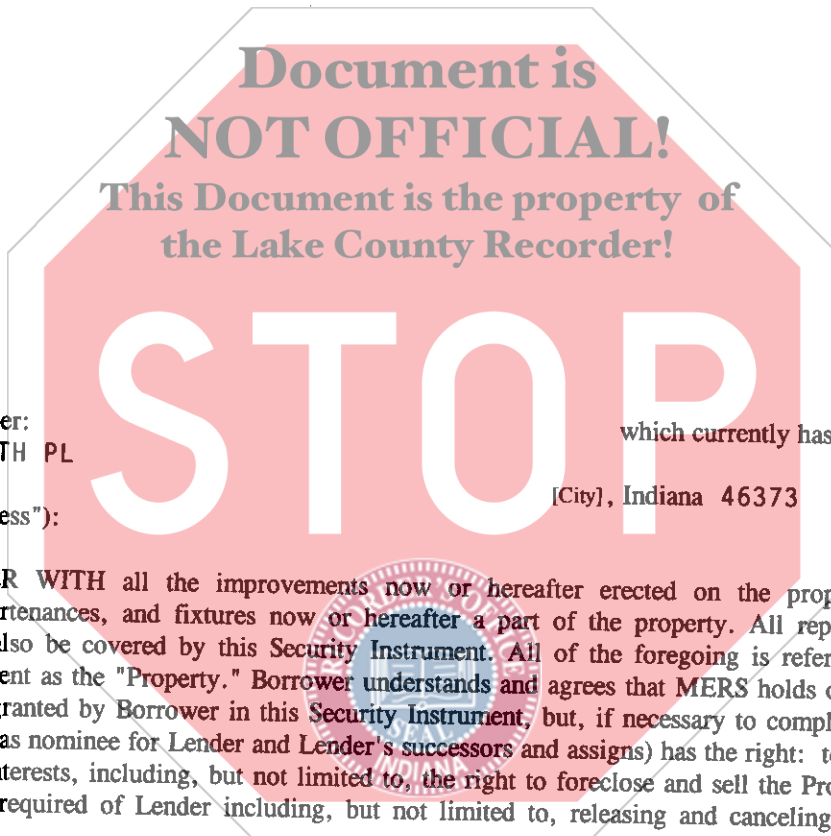 Document is
NOT OFFICIAL!
This Document is the property of
the Lake County Recorder!
STOP
er:
which currently has
TH PL
[City], Indiana 46373
ess"):
R WITH all the improvements now or hereafter erected on the prop
rtenances, and fixtures now or hereafter a part of the property. All rep
lso be covered by this Security Instrument. All of the foregoing is refer
ent as the "Property." Borrower understands and agrees that MERS holds
granted by Borrower in this Security Instrument, but, if necessary to compl
as nominee for Lender and Lender's successors and assigns) has the right: t
nterests, including, but not limited to, the right to foreclose and sell the Pro
required of Lender including, but not limited to, releasing and canceling
RECORDER'S OFFICE
SEAL
INDIANA